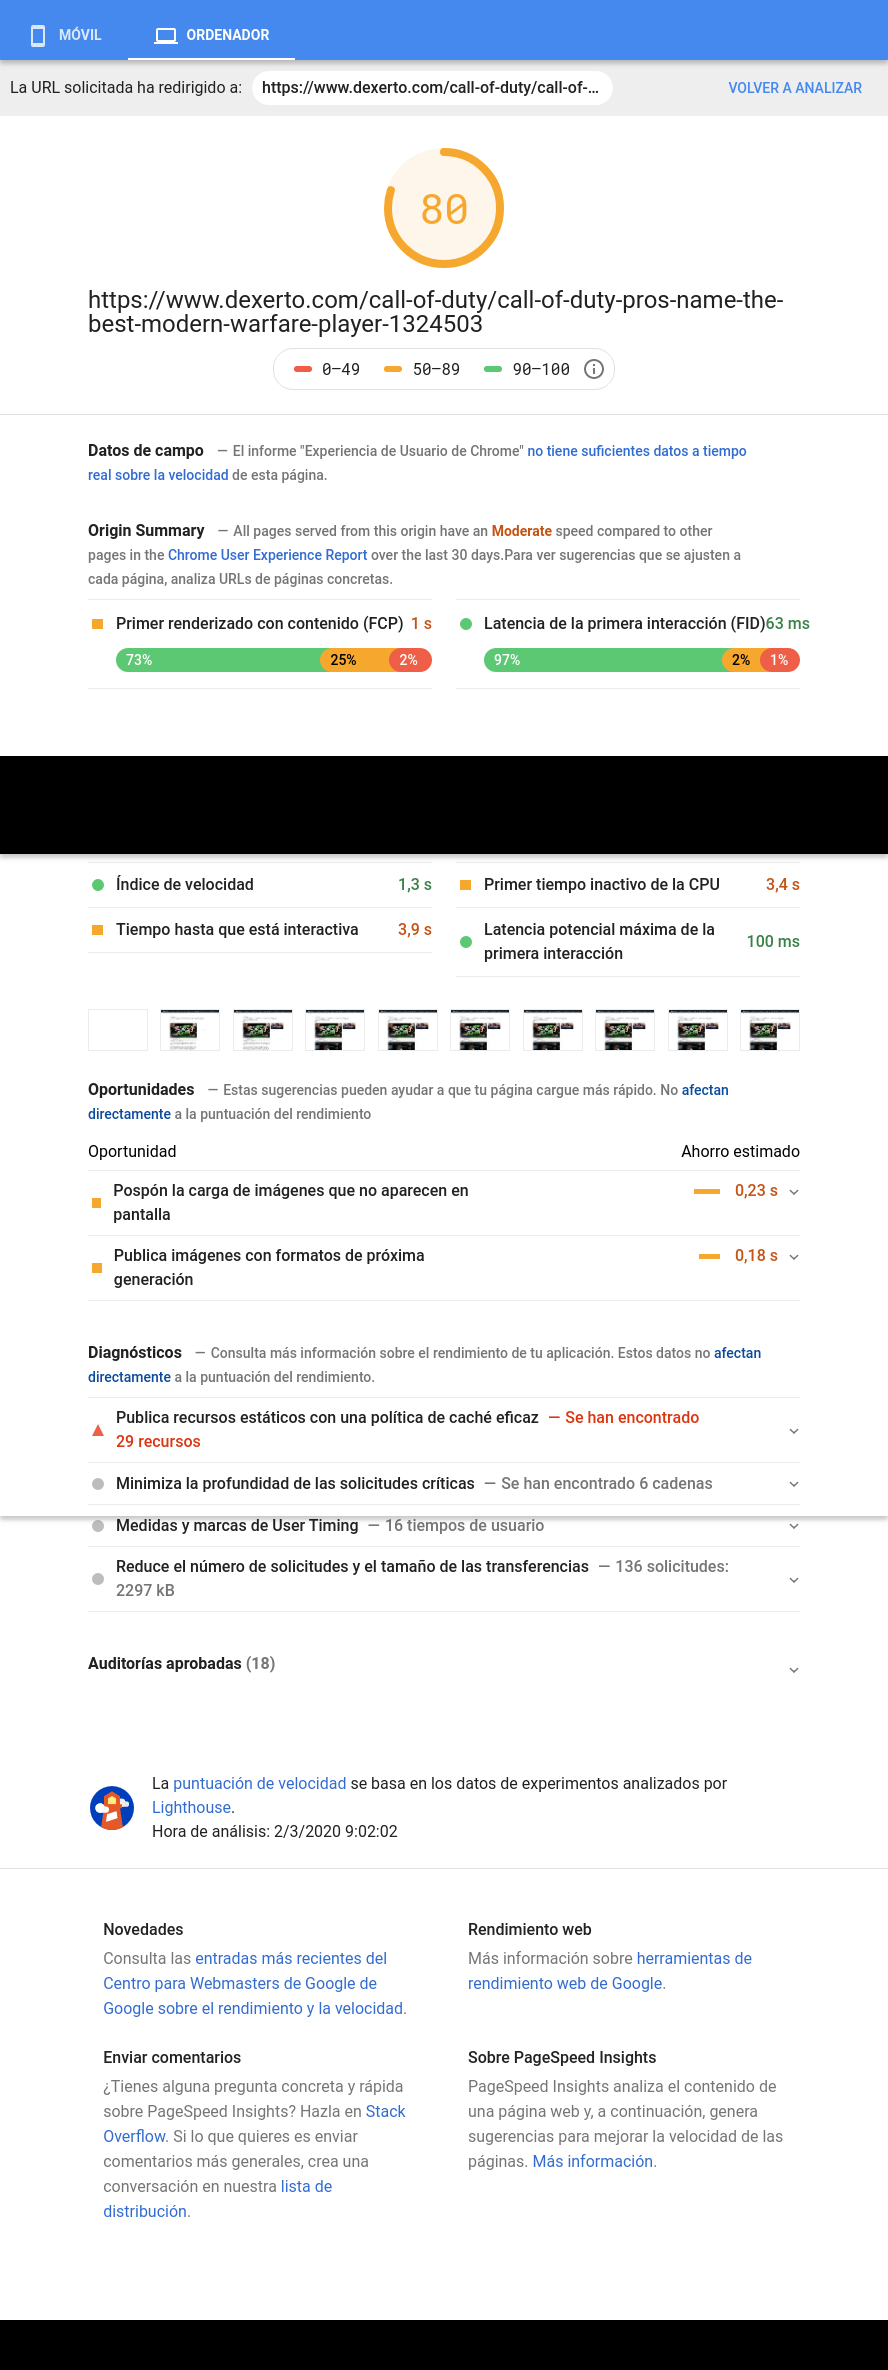 MÓVIL
ORDENADOR
La URL solicitada ha redirigido a: https://www.dexerto.com/call-of-duty/call-of-... VOLVER A ANALIZAR
80
https://www.dexerto.com/call-of-duty/call-of-duty-pros-name-the-
best-modern-warfare-player-1324503
0–49 50–89 90–100
Datos de campo — El informe "Experiencia de Usuario de Chrome" no tiene suficientes datos a tiempo
real sobre la velocidad de esta página.
Origin Summary — All pages served from this origin have an Moderate speed compared to other
pages in the Chrome User Experience Report over the last 30 days.Para ver sugerencias que se ajusten a
cada página, analiza URLs de páginas concretas.
Primer renderizado con contenido (FCP) 1 s
73% 25% 2%
Latencia de la primera interacción (FID)63 ms
97% 2% 1%
Índice de velocidad 1,3 s
Primer tiempo inactivo de la CPU 3,4 s
Tiempo hasta que está interactiva 3,9 s
Latencia potencial máxima de la
primera interacción
100 ms
Oportunidades — Estas sugerencias pueden ayudar a que tu página cargue más rápido. No afectan
directamente a la puntuación del rendimiento
Oportunidad Ahorro estimado
Pospón la carga de imágenes que no aparecen en
pantalla
0,23 s
Publica imágenes con formatos de próxima
generación
0,18 s
Diagnósticos — Consulta más información sobre el rendimiento de tu aplicación. Estos datos no afectan
directamente a la puntuación del rendimiento.
Publica recursos estáticos con una política de caché eficaz — Se han encontrado
29 recursos
Minimiza la profundidad de las solicitudes críticas — Se han encontrado 6 cadenas
Medidas y marcas de User Timing — 16 tiempos de usuario
Reduce el número de solicitudes y el tamaño de las transferencias — 136 solicitudes:
2297 kB
Auditorías aprobadas (18)
La puntuación de velocidad se basa en los datos de experimentos analizados por
Lighthouse.
Hora de análisis: 2/3/2020 9:02:02
Novedades
Consulta las entradas más recientes del
Centro para Webmasters de Google de
Google sobre el rendimiento y la velocidad.
Rendimiento web
Más información sobre herramientas de
rendimiento web de Google.
Enviar comentarios
¿Tienes alguna pregunta concreta y rápida
sobre PageSpeed Insights? Hazla en Stack
Overflow. Si lo que quieres es enviar
comentarios más generales, crea una
conversación en nuestra lista de
distribución.
Sobre PageSpeed Insights
PageSpeed Insights analiza el contenido de
una página web y, a continuación, genera
sugerencias para mejorar la velocidad de las
páginas. Más información.